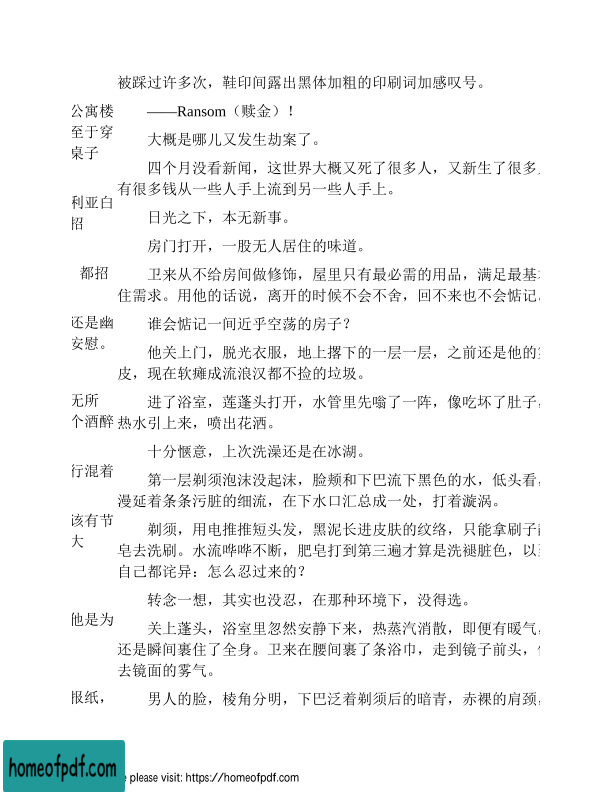 公寓楼
至于穿
桌子
利亚白
招
都招
还是幽
安慰。
无所
个酒醉
行混着
该有节
大
他是为
报纸，
被踩过许多次，鞋印间露出黑体加粗的印刷词加感叹号。
——Ransom（赎金）！
大概是哪儿又发生劫案了。
四个月没看新闻，这世界大概又死了很多人，又新生了很多
有很多钱从一些人手上流到另一些人手上。
日光之下，本无新事。
房门打开，一股无人居住的味道。
卫来从不给房间做修饰，屋里只有最必需的用品，满足最基
住需求。用他的话说，离开的时候不会不舍，回不来也不会惦记。
谁会惦记一间近乎空荡的房子？
他关上门，脱光衣服，地上撂下的一层一层，之前还是他的
皮，现在软瘫成流浪汉都不捡的垃圾。
进了浴室，莲蓬头打开，水管里先嗡了一阵，像吃坏了肚子，
热水引上来，喷出花洒。
十分惬意，上次洗澡还是在冰湖。
第一层剃须泡沫没起沫，脸颊和下巴流下黑色的水，低头看，
漫延着条条污脏的细流，在下水口汇总成一处，打着漩涡。
剃须，用电推推短头发，黑泥长进皮肤的纹络，只能拿刷子
皂去洗刷。水流哗哗不断，肥皂打到第三遍才算是洗褪脏色，以
自己都诧异：怎么忍过来的？
转念一想，其实也没忍，在那种环境下，没得选。
关上蓬头，浴室里忽然安静下来，热蒸汽消散，即便有暖气，
还是瞬间裹住了全身。卫来在腰间裹了条浴巾，走到镜子前头，
去镜面的雾气。
男人的脸，棱角分明，下巴泛着剃须后的暗青，赤裸的肩颈，
homeofpdf.com
please visit: https://homeofpdf.com